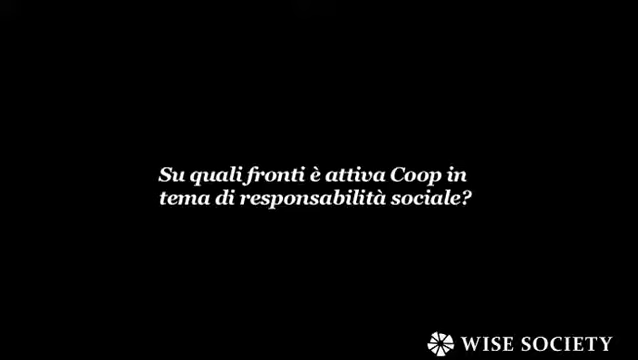 Su quali fronti è attiva Coop in
tema di responsabilità sociale?
WISE SOCIETY